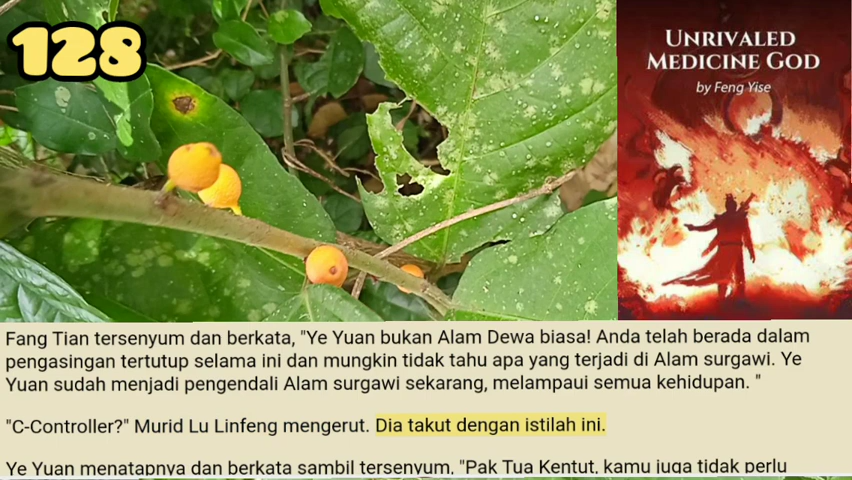 128
UNRIVALED
MEDICINE GOD
by Feng Yise
Fang Tian tersenyum dan berkata, "Ye Yuan bukan Alam Dewa biasa! Anda telah berada dalam
pengasingan tertutup selama ini dan mungkin tidak tahu apa yang terjadi di Alam surgawi. Ye
Yuan sudah menjadi pengendali Alam surgawi sekarang, melampaui semua kehidupan. "
"C-Controller?" Murid Lu Linfeng mengerut. Dia takut dengan istilah ini.
Ye Yuan menatapnya dan berkata sambil tersenyum, "Pak Tua Kentut, kamu juga tidak perlu